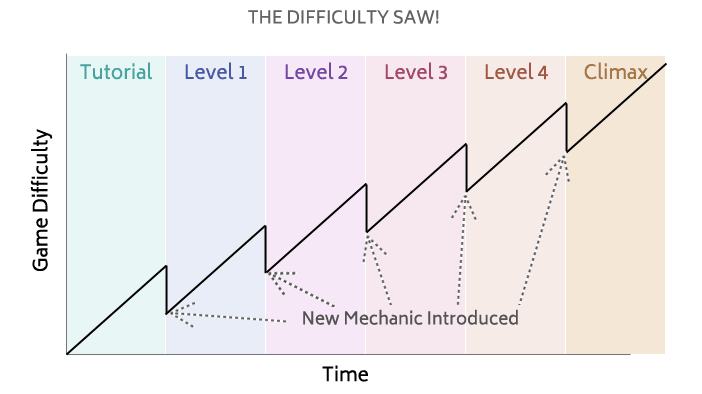 THE DIFFICULTY SAW!
Tutorial
Level 1
Level 2
Level 3
Level 4
Climax
Game Difficulty
New Mechanic Introduced
Time